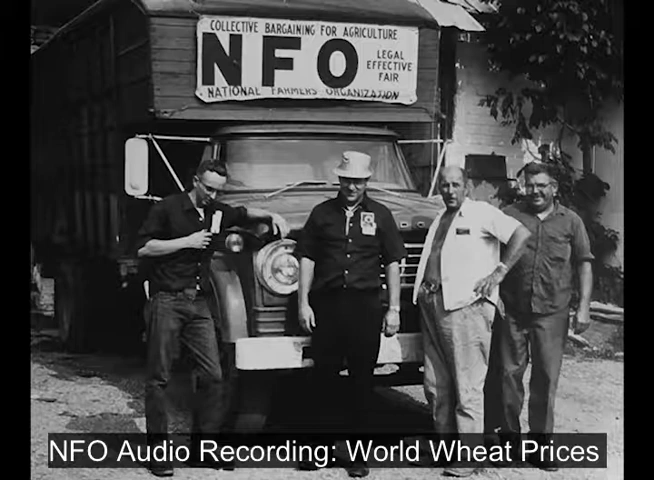 COLLECTIVE BARGAINING FOR AGRICULTURE
NFO
LEGAL
EFFECTIVE
FAIR
NATIONAL FARMERS ORGANIZATION
NFO Audio Recording: World Wheat Prices